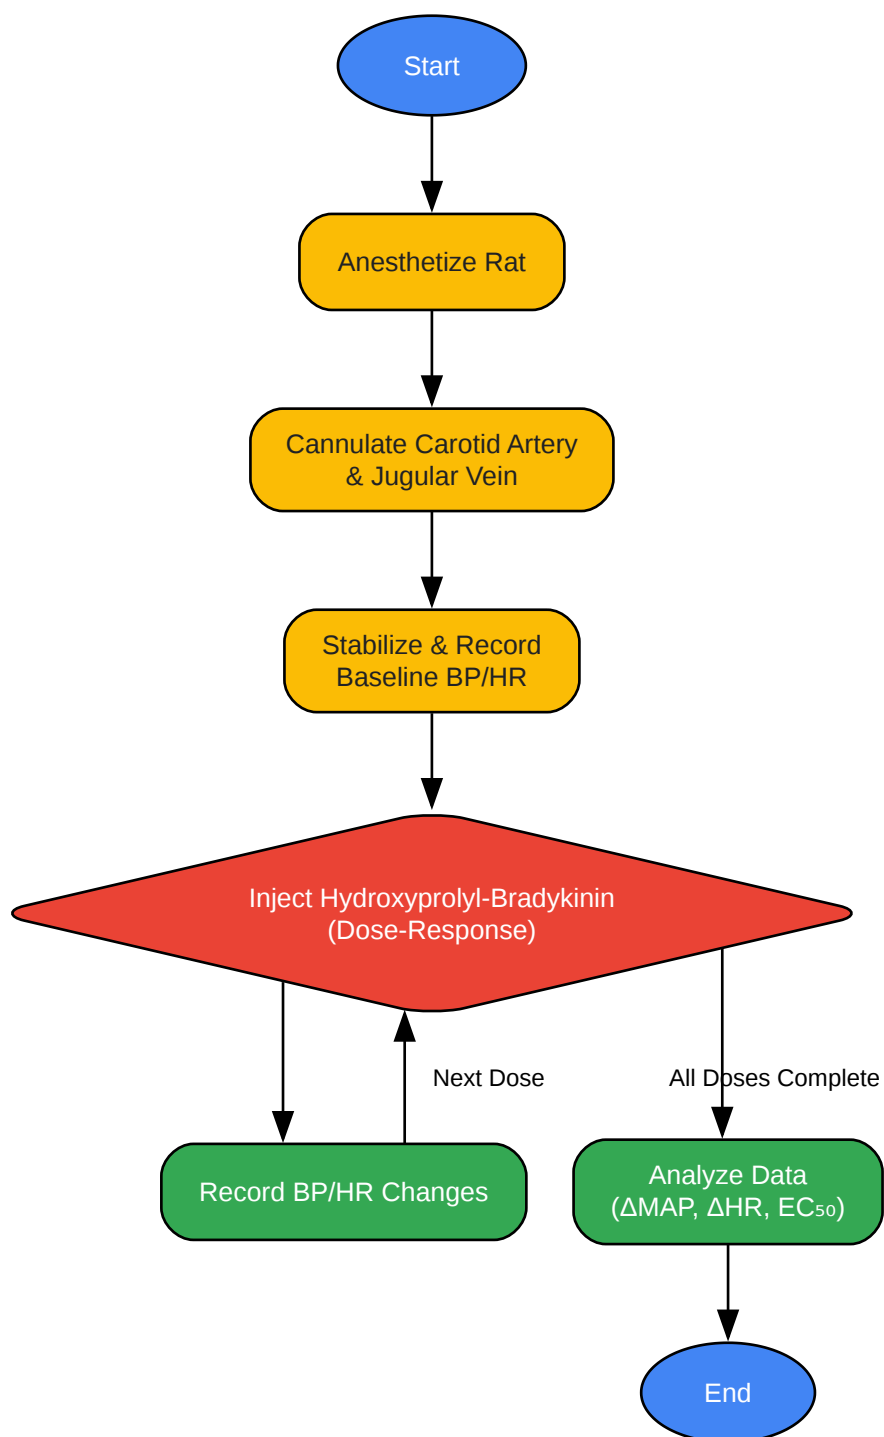 Start
Anesthetize Rat
Cannulate Carotid Artery
& Jugular Vein
Stabilize & Record
Baseline BP/HR
Inject Hydroxyprolyl-Bradykinin
(Dose-Response)
Next Dose
All Doses Complete
Record BP/HR Changes
Analyze Data
(ΔMAP, ΔHR, EC₅₀)
End